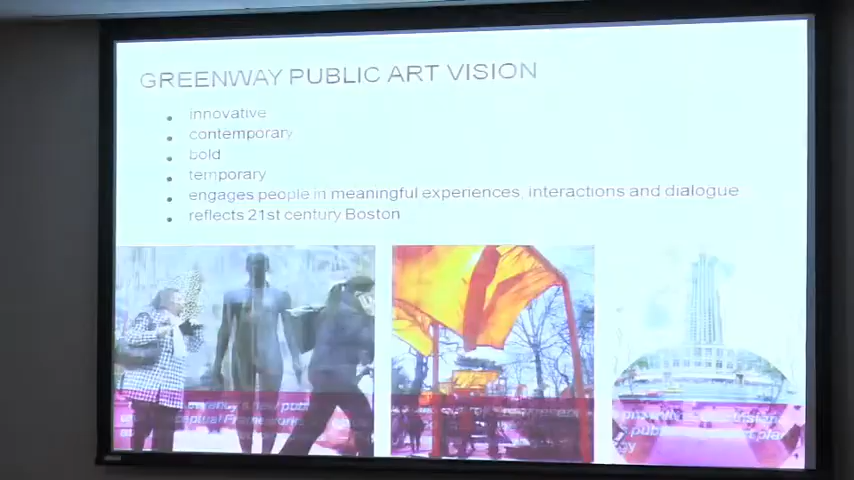 GREENWAY PUBLIC ART VISION
• innovative
• contemporary
• bold
• temporary
• engages people in meaningful experiences, interactions and dialogue
• reflects 21st century Boston